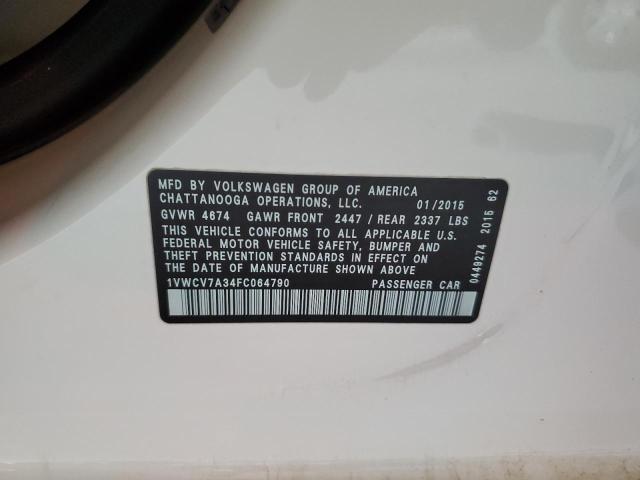 MFD BY VOLKSWAGEN GROUP OF AMERICA
CHATTANOOGA OPERATIONS, LLC. 01/2015
GVWR 4674 GAWR FRONT 2447 / REAR 2337 LBS
THIS VEHICLE CONFORMS TO ALL APPLICABLE U.S.
FEDERAL MOTOR VEHICLE SAFETY, BUMPER AND
THEFT PREVENTION STANDARDS IN EFFECT ON THE
DATE OF MANUFACTURE SHOWN ABOVE
1VWCV7A34FC064790 PASSENGER CAR
0449274 2015 62